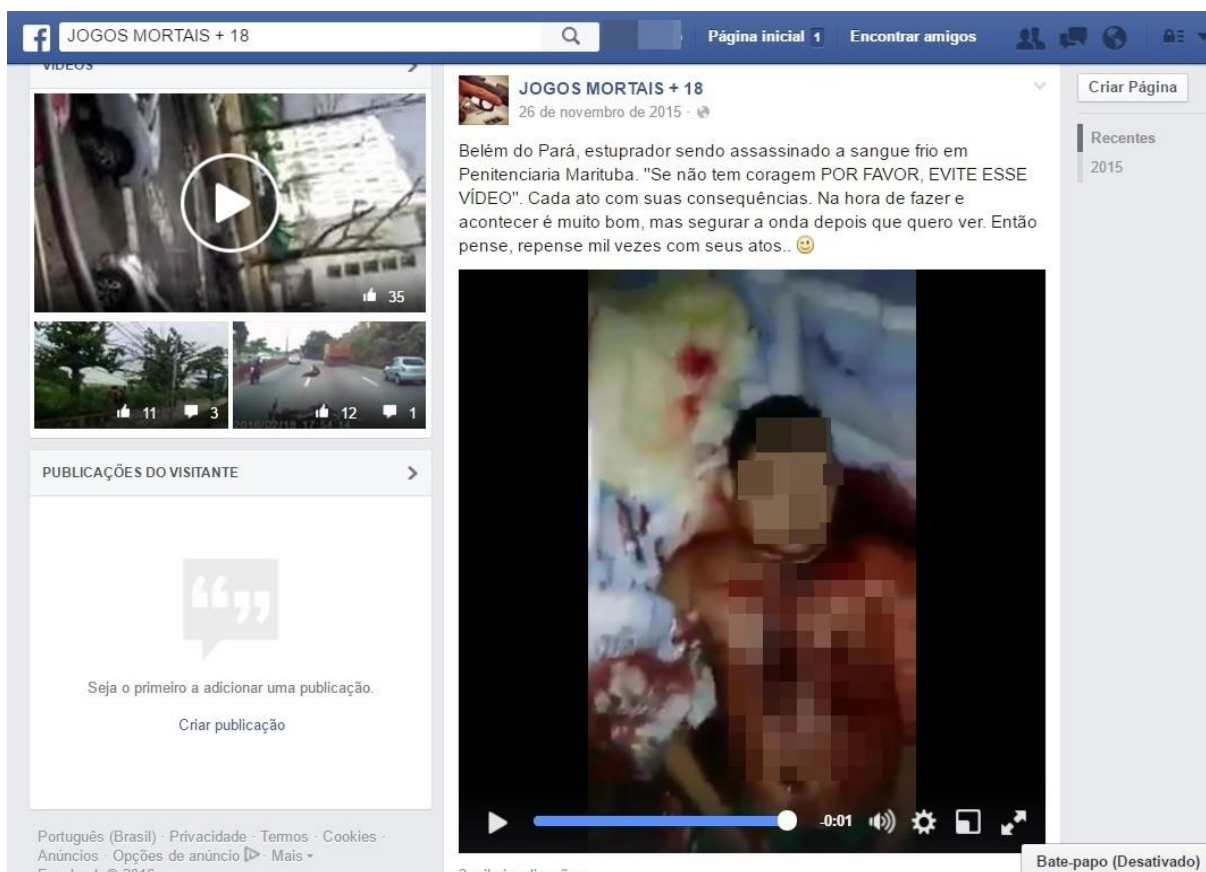 JOGOS MORTAIS + 18
Página inicial 1
Encontrar amigos
VÍDEOS
35
11
3
12
1
PUBLICAÇÕES DO VISITANTE
Seja o primeiro a adicionar uma publicação.
Criar publicação
Português (Brasil) · Privacidade · Termos · Cookies ·
Anúncios · Opções de anúncio · Mais
JOGOS MORTAIS + 18
26 de novembro de 2015 ·
Belém do Pará, estuprador sendo assassinado a sangue frio em
Penitenciaria Marituba. "Se não tem coragem POR FAVOR, EVITE ESSE
VÍDEO". Cada ato com suas consequências. Na hora de fazer e
acontecer é muito bom, mas segurar a onda depois que quero ver. Então
pense, repense mil vezes com seus atos..
-0:01
Criar Página
Recentes
2015
Bate-papo (Desativado)